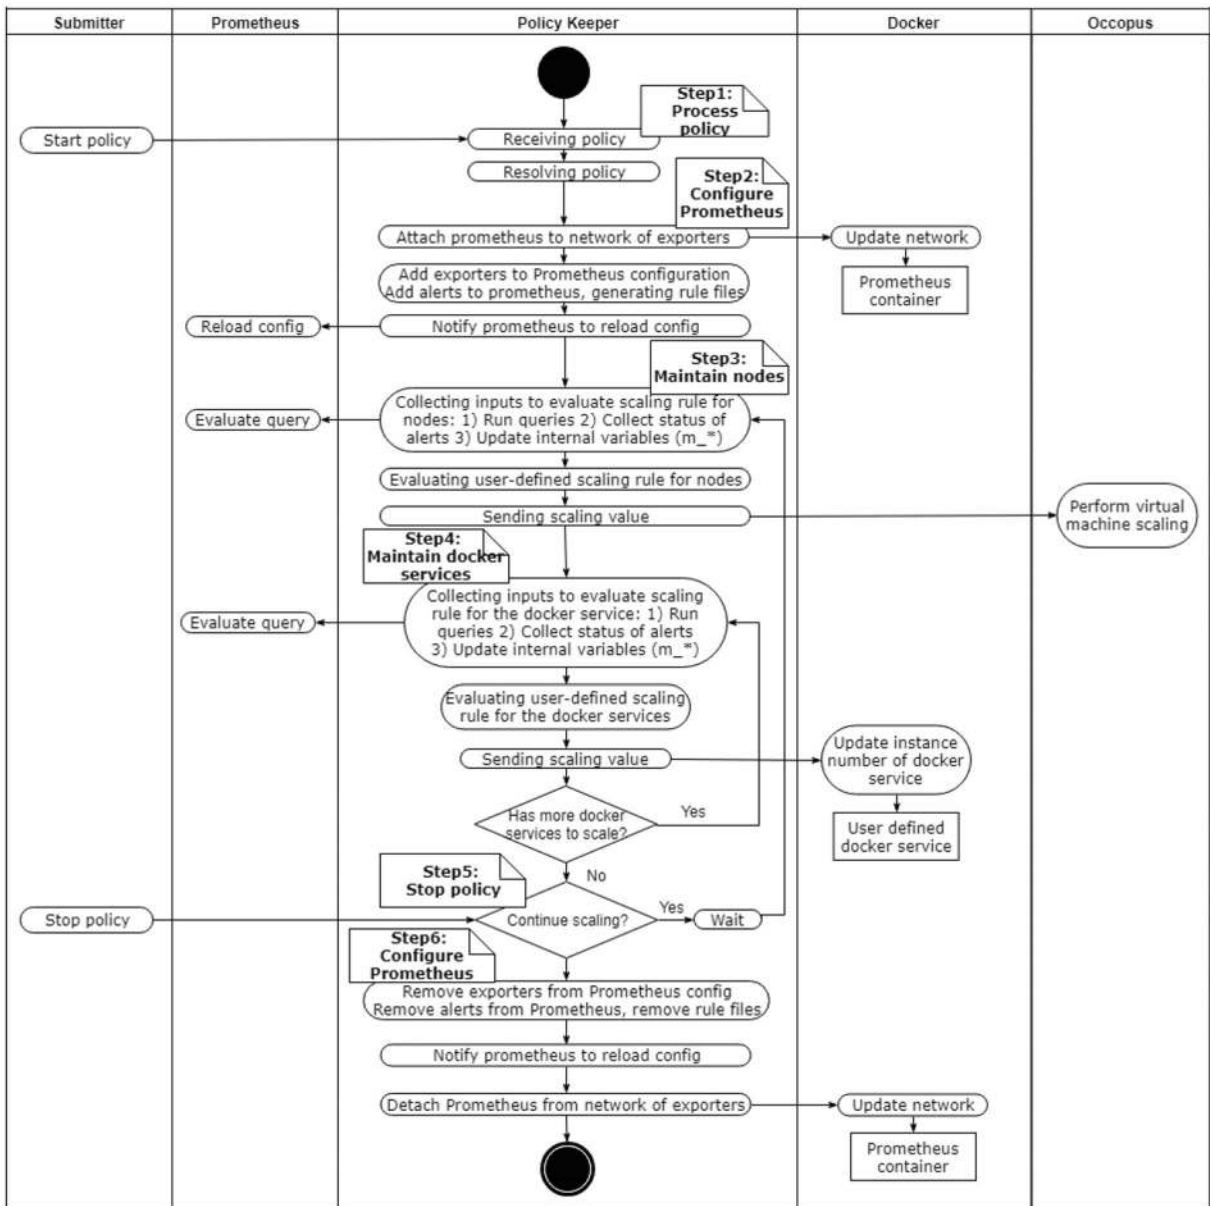 Submitter
Prometheus
Policy Keeper
Docker
Occopus
Step1:
Process
policy
Start policy
Receiving policy
Resolving policy
Step2:
Configure
Prometheus
Attach prometheus to network of exporters
Update network
Add exporters to Prometheus configuration
Add alerts to prometheus, generating rule files
Prometheus
container
Reload config
Notify prometheus to reload config
Step3:
Maintain nodes
Collecting inputs to evaluate scaling rule for
nodes: 1) Run queries 2) Collect status of
alerts 3) Update internal variables (m_*)
Evaluate query
Evaluating user-defined scaling rule for nodes
Sending scaling value
Perform virtual
machine scaling
Step4:
Maintain docker
services
Collecting inputs to evaluate scaling
rule for the docker service: 1) Run
queries 2) Collect status of alerts
3) Update internal variables (m_*)
Evaluate query
Evaluating user-defined scaling
rule for the docker services
Sending scaling value
Update instance
number of docker
service
Has more docker
services to scale?
Yes
User defined
docker service
No
Step5:
Stop policy
Stop policy
Continue scaling?
Yes
Wait
Step6:
Configure
Prometheus
Remove exporters from Prometheus config
Remove alerts from Prometheus, remove rule files
Notify prometheus to reload config
Detach Prometheus from network of exporters
Update network
Prometheus
container